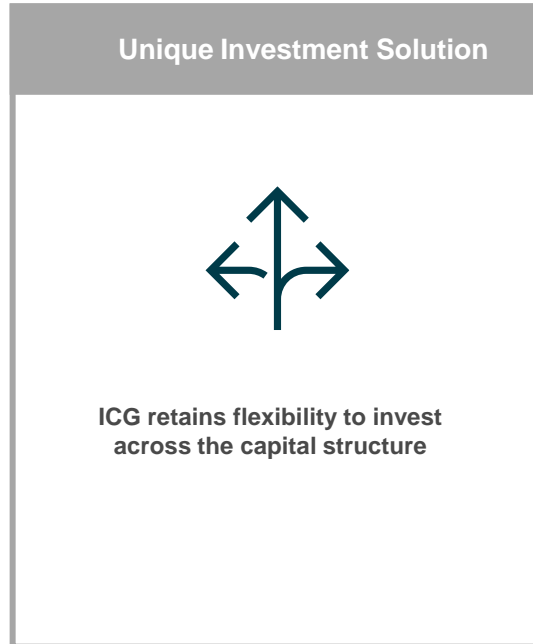 Unique Investment Solution
ICG retains flexibility to invest
across the capital structure